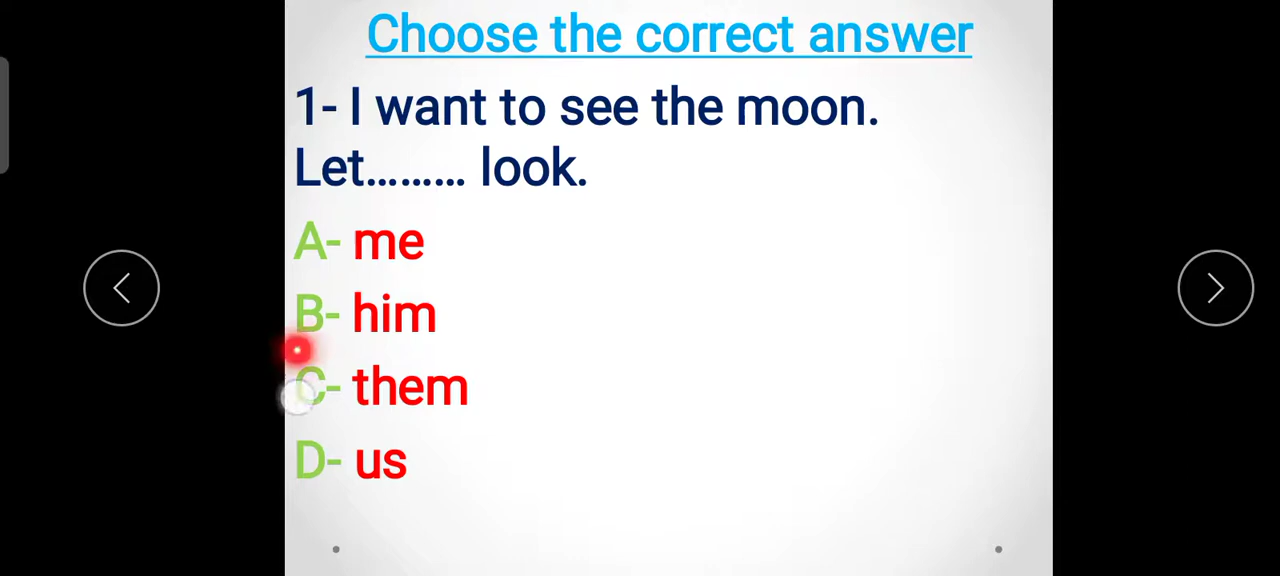 Choose the correct answer
1- I want to see the moon.
Let......... look.
A- me
B- him
C- them
D- us